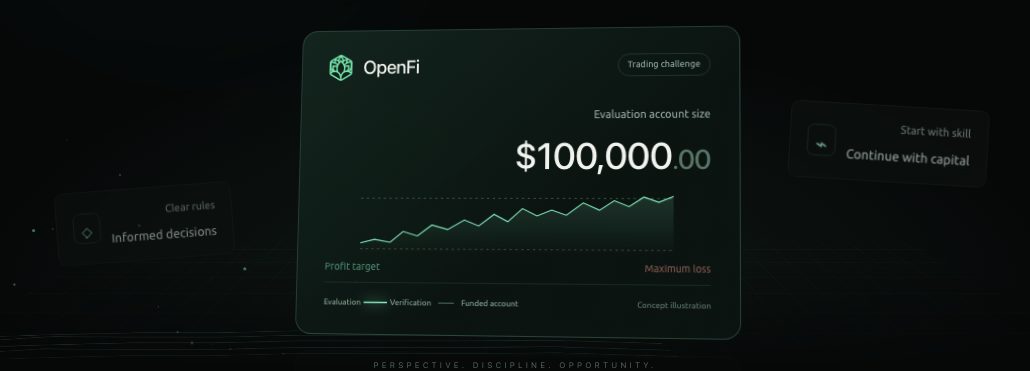 OpenFi
Trading challenge
Evaluation account size
$100,000.00
Start with skill
Continue with capital
Clear rules
Informed decisions
Profit target
Maximum loss
Evaluation
Verification
Funded account
Concept illustration
PERSPECTIVE. DISCIPLINE. OPPORTUNITY.